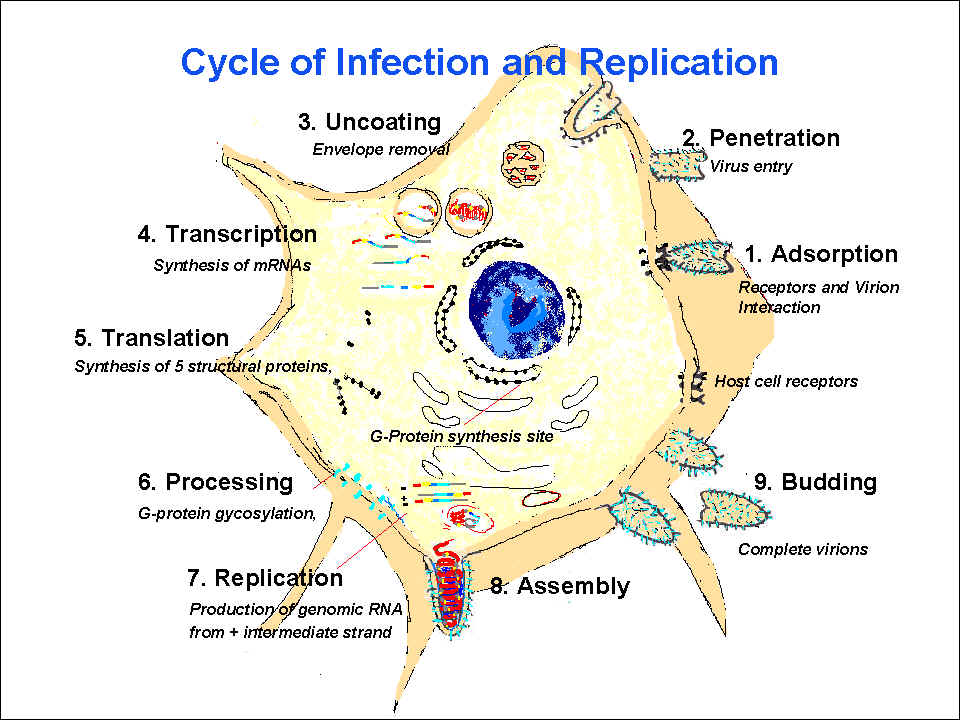 Cycle of Infection and Replication
3. Uncoating
Envelope removal
2. Penetration
Virus entry
4. Transcription
Synthesis of mRNAs
1. Adsorption
Receptors and Virion
Interaction
5. Translation
Synthesis of 5 structural proteins,
Host cell receptors
G-Protein synthesis site
6. Processing
G-protein gycosylation,
9. Budding
Complete virions
7. Replication
Production of genomic RNA
from + intermediate strand
8. Assembly